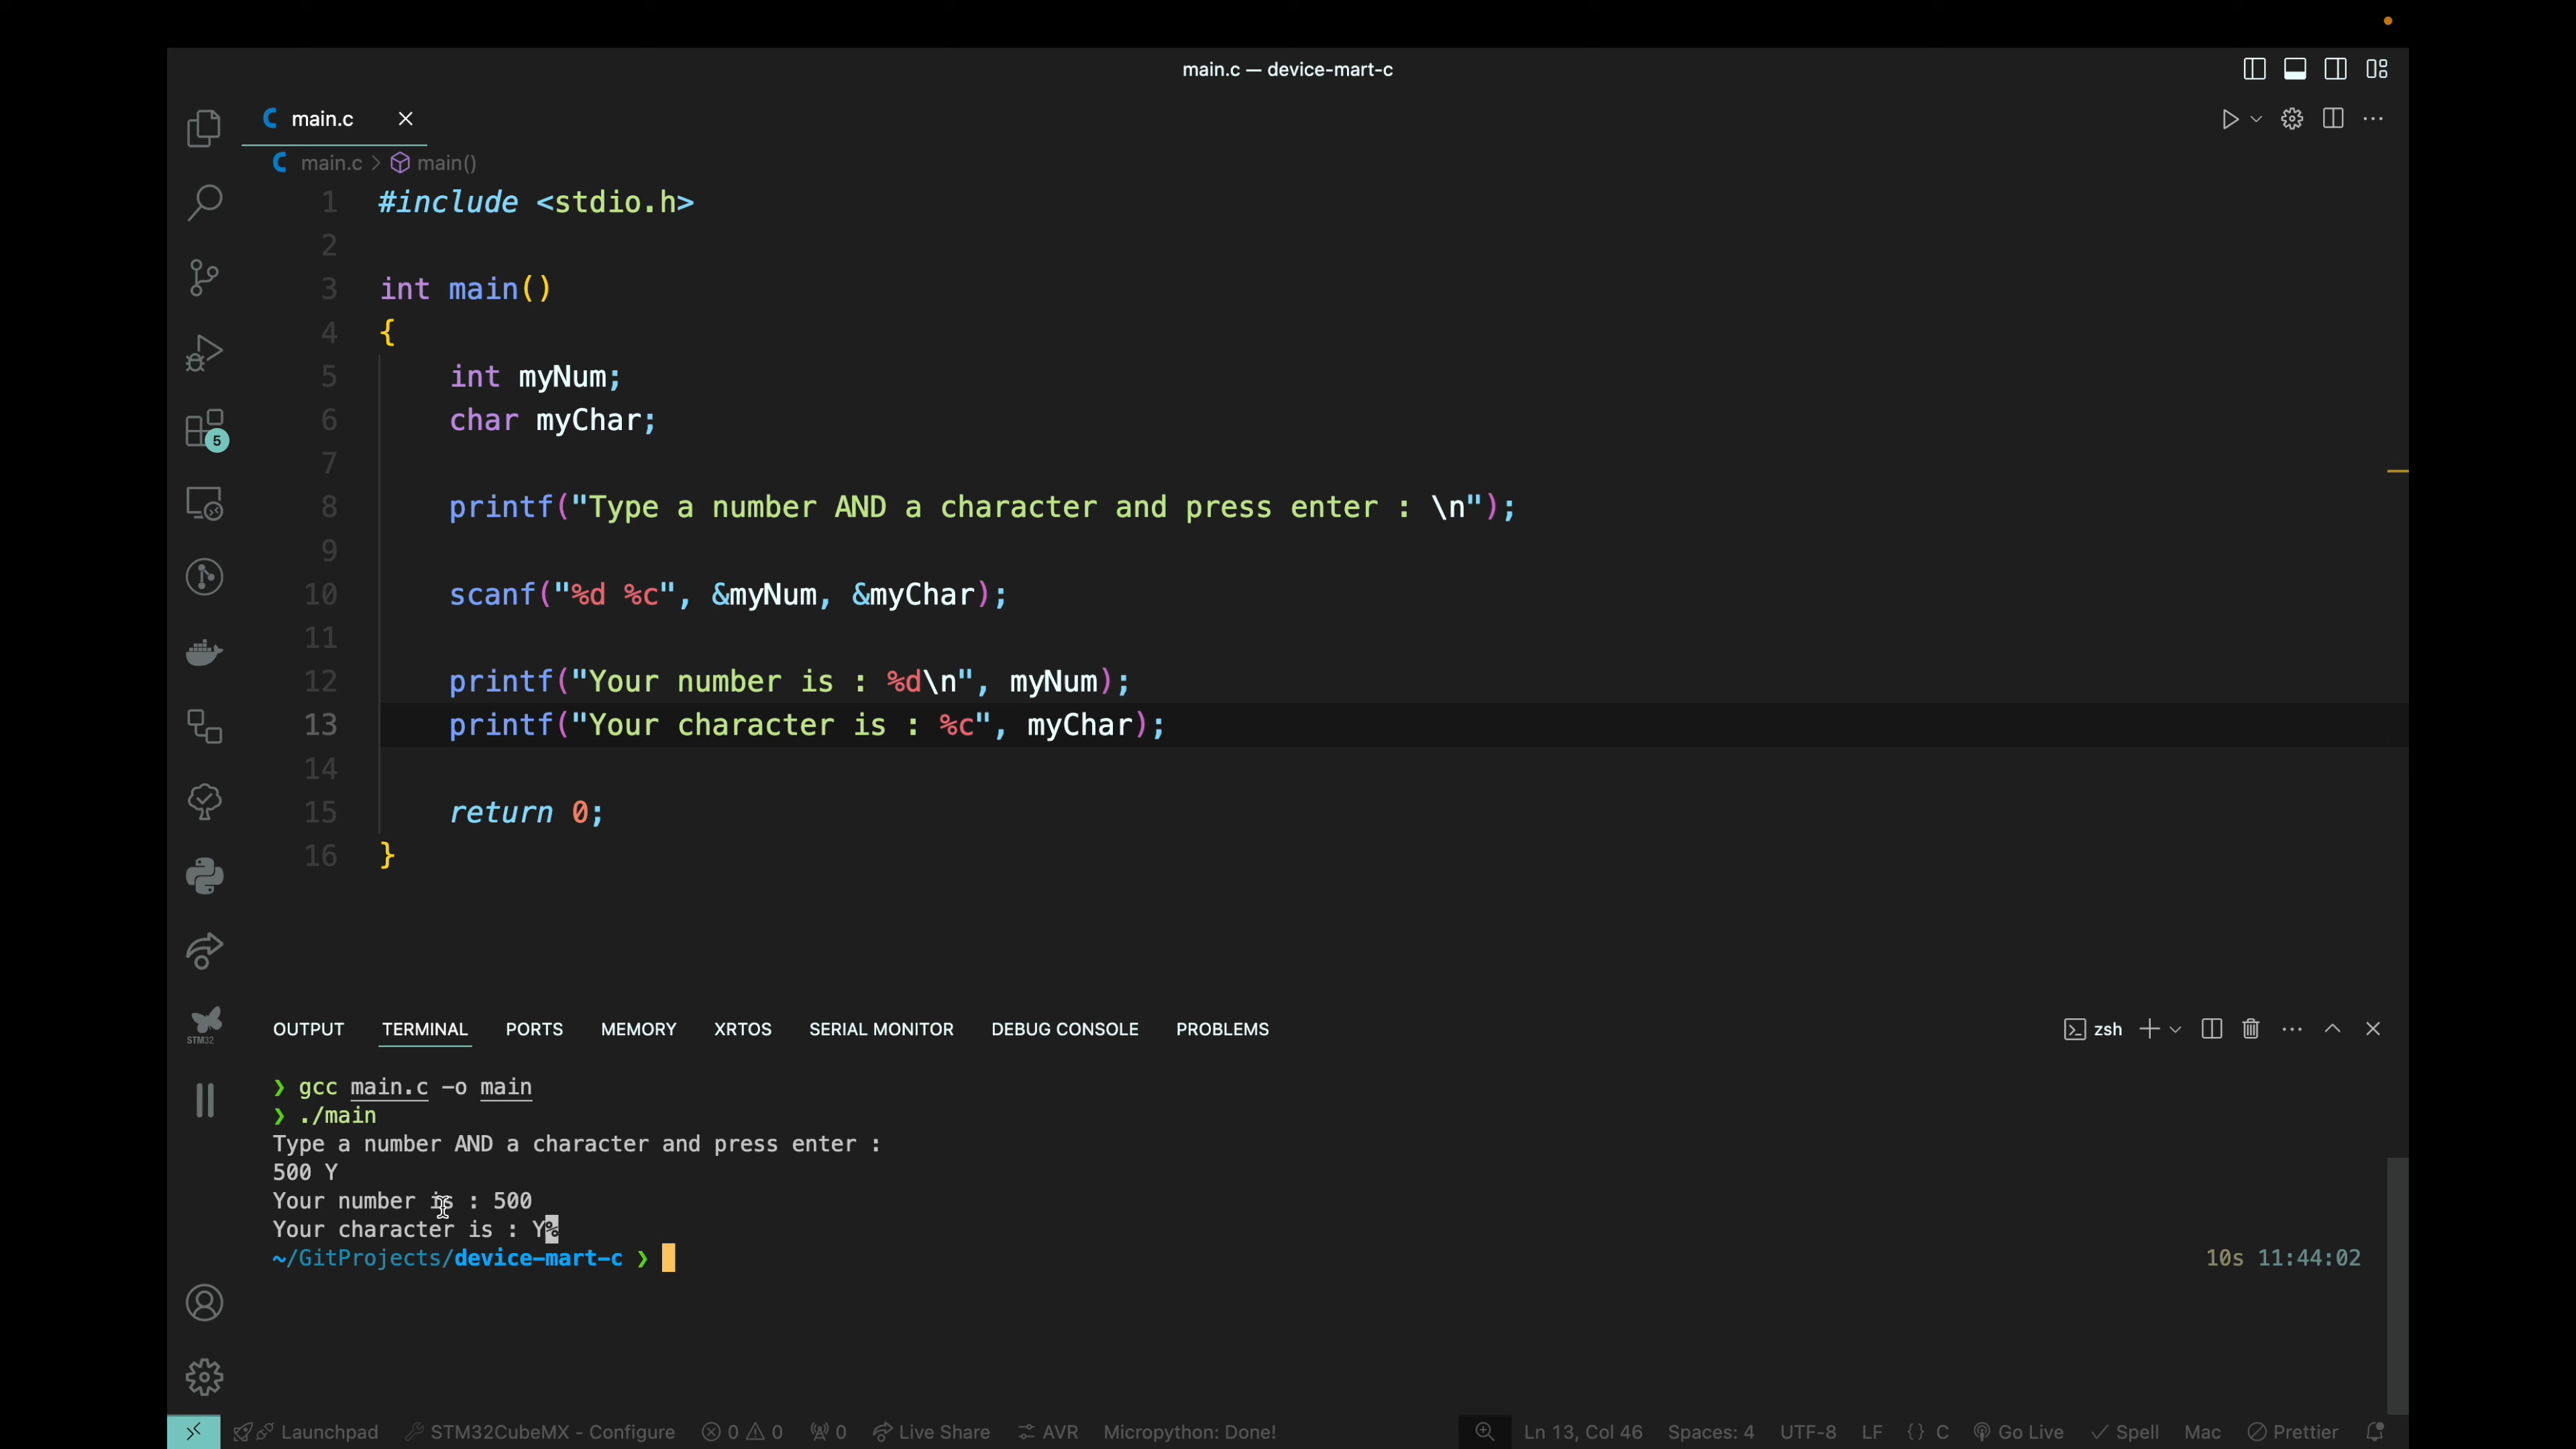 main.c — device-mart-c
main.c
main.c > main()
1 #include <stdio.h>
2
3 int main()
4 {
5 int myNum;
6 char myChar;
7
8 printf("Type a number AND a character and press enter : \n");
9
10 scanf("%d %c", &myNum, &myChar);
11
12 printf("Your number is : %d\n", myNum);
13 printf("Your character is : %c", myChar);
14
15 return 0;
16 }
5
STM32
OUTPUT TERMINAL PORTS MEMORY XRTOS SERIAL MONITOR DEBUG CONSOLE PROBLEMS zsh
❯ gcc main.c -o main
❯ ./main
Type a number AND a character and press enter :
500 Y
Your number is : 500
Your character is : Y%
~/GitProjects/device-mart-c ❯ 10s 11:44:02
Launchpad STM32CubeMX - Configure 0 0 0 Live Share AVR Micropython: Done! Ln 13, Col 46 Spaces: 4 UTF-8 LF {} C Go Live Spell Mac Prettier